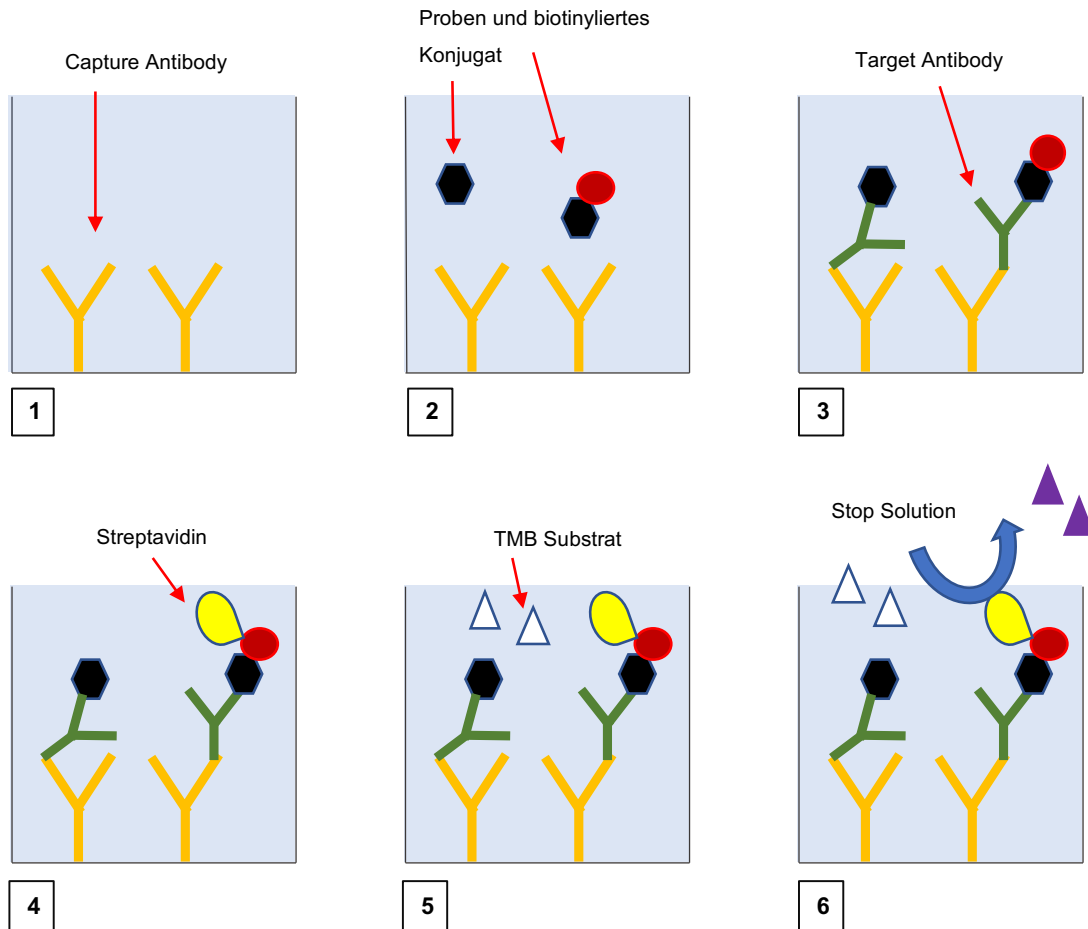 Capture Antibody
Proben und biotinyliertes
Konjugat
Target Antibody
1
2
3
Streptavidin
TMB Substrat
Stop Solution
4
5
6